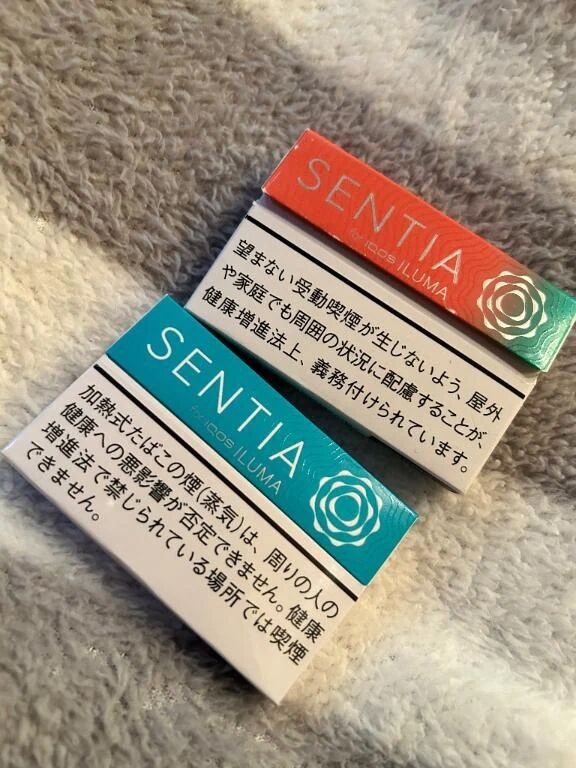 SENTIA
for IQOS ILUMA
望まない受動喫煙が生じないよう、屋外
や家庭でも周囲の状況に配慮することが、
健康増進法上、義務付けられています。
SENTIA
for IQOS ILUMA
加熱式たばこの煙(蒸気)は、周りの人の
健康への悪影響が否定できません。健康
増進法で禁じられている場所では喫煙
できません。